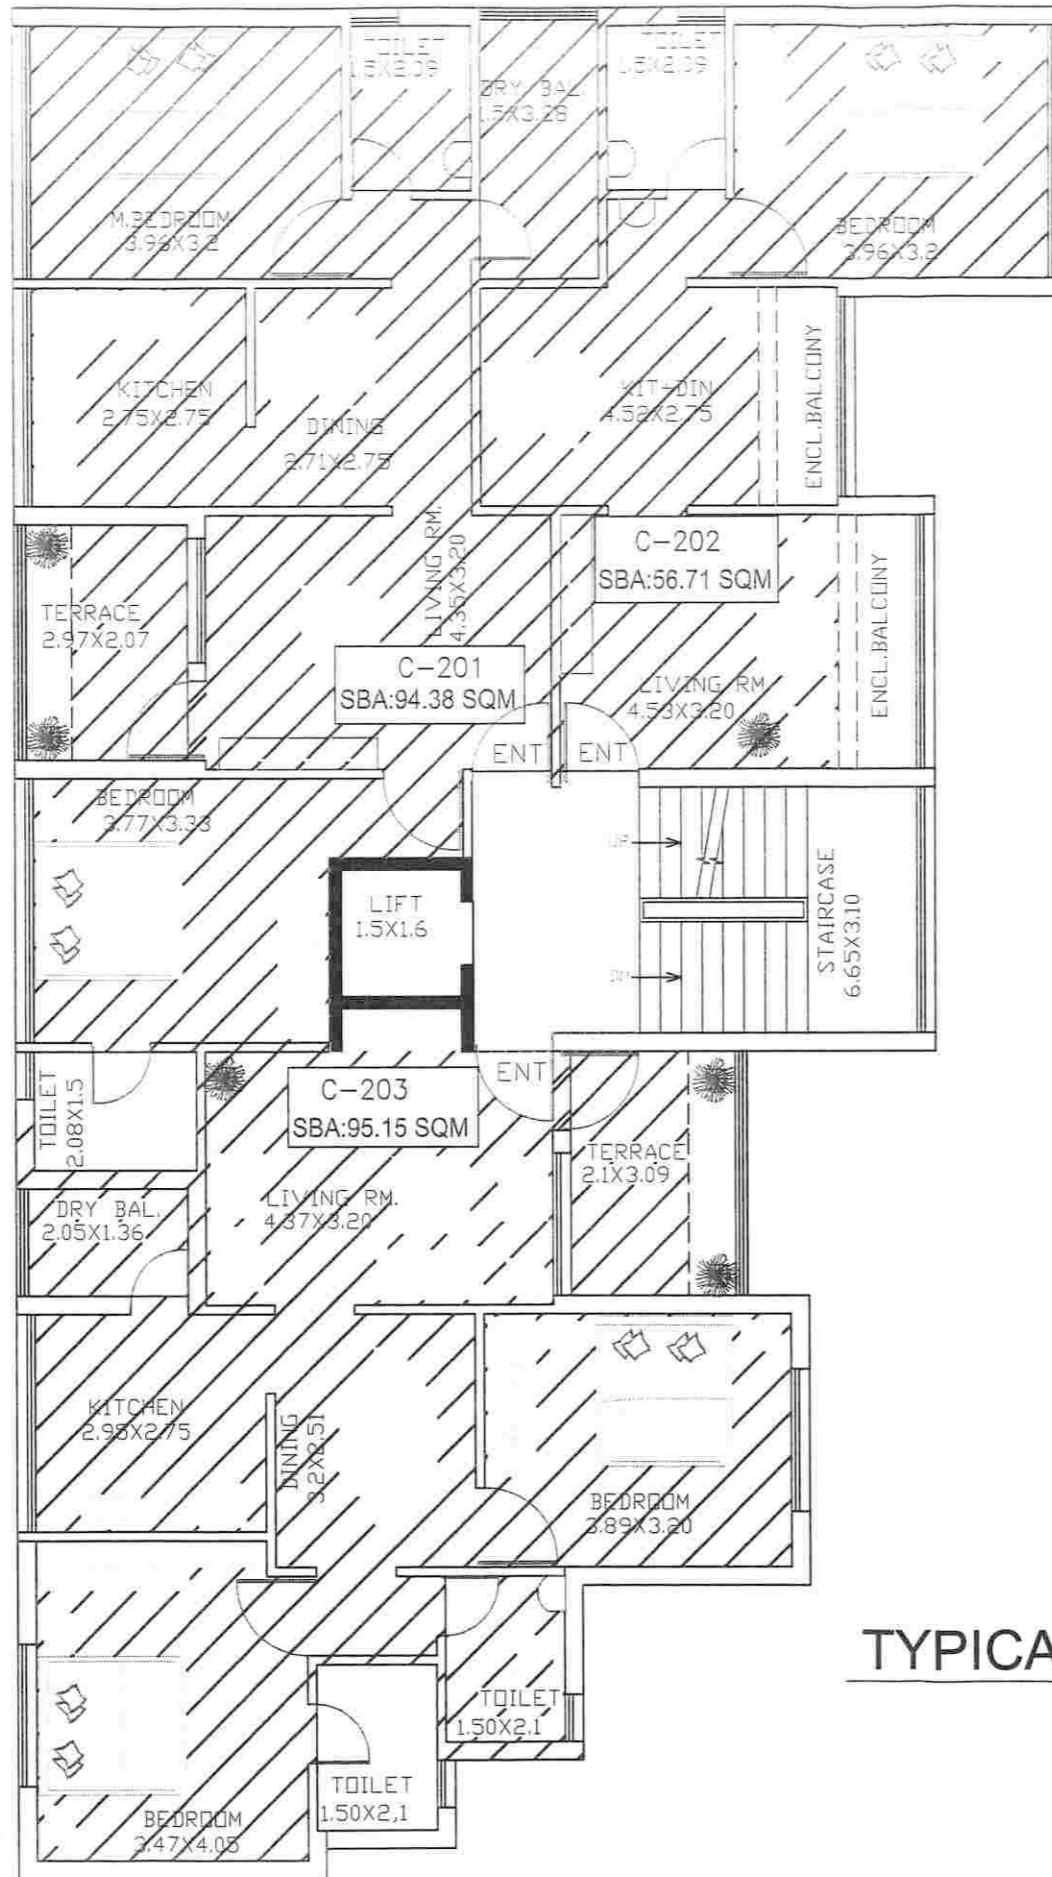 TOILET
1.5X2.09
DRY. BAL.
1.5X3.28
TOILET
1.5X2.09
M.BEDROOM
3.96X3.2
BEDROOM
3.96X3.2
KITCHEN
2.75X2.75
DINING
2.71X2.75
KIT-DIN
4.52X2.75
ENCL.BALCONY
LIVING RM.
4.35X3.20
C-202
SBA:56.71 SQM
ENCL.BALCONY
TERRACE
2.97X2.07
C-201
SBA:94.38 SQM
LIVING RM
4.53X3.20
ENT
ENT
BEDROOM
3.77X3.33
UP
LIFT
1.5X1.6
STAIRCASE
6.65X3.10
DN
TOILET
2.08X1.5
C-203
SBA:95.15 SQM
ENT
TERRACE
2.1X3.09
DRY BAL.
2.05X1.36
LIVING RM.
4.37X3.20
KITCHEN
2.95X2.75
DINING
3.2X2.51
BEDROOM
3.89X3.20
TYPICA
TOILET
1.50X2.1
TOILET
1.50X2,1
BEDROOM
3.47X4.05